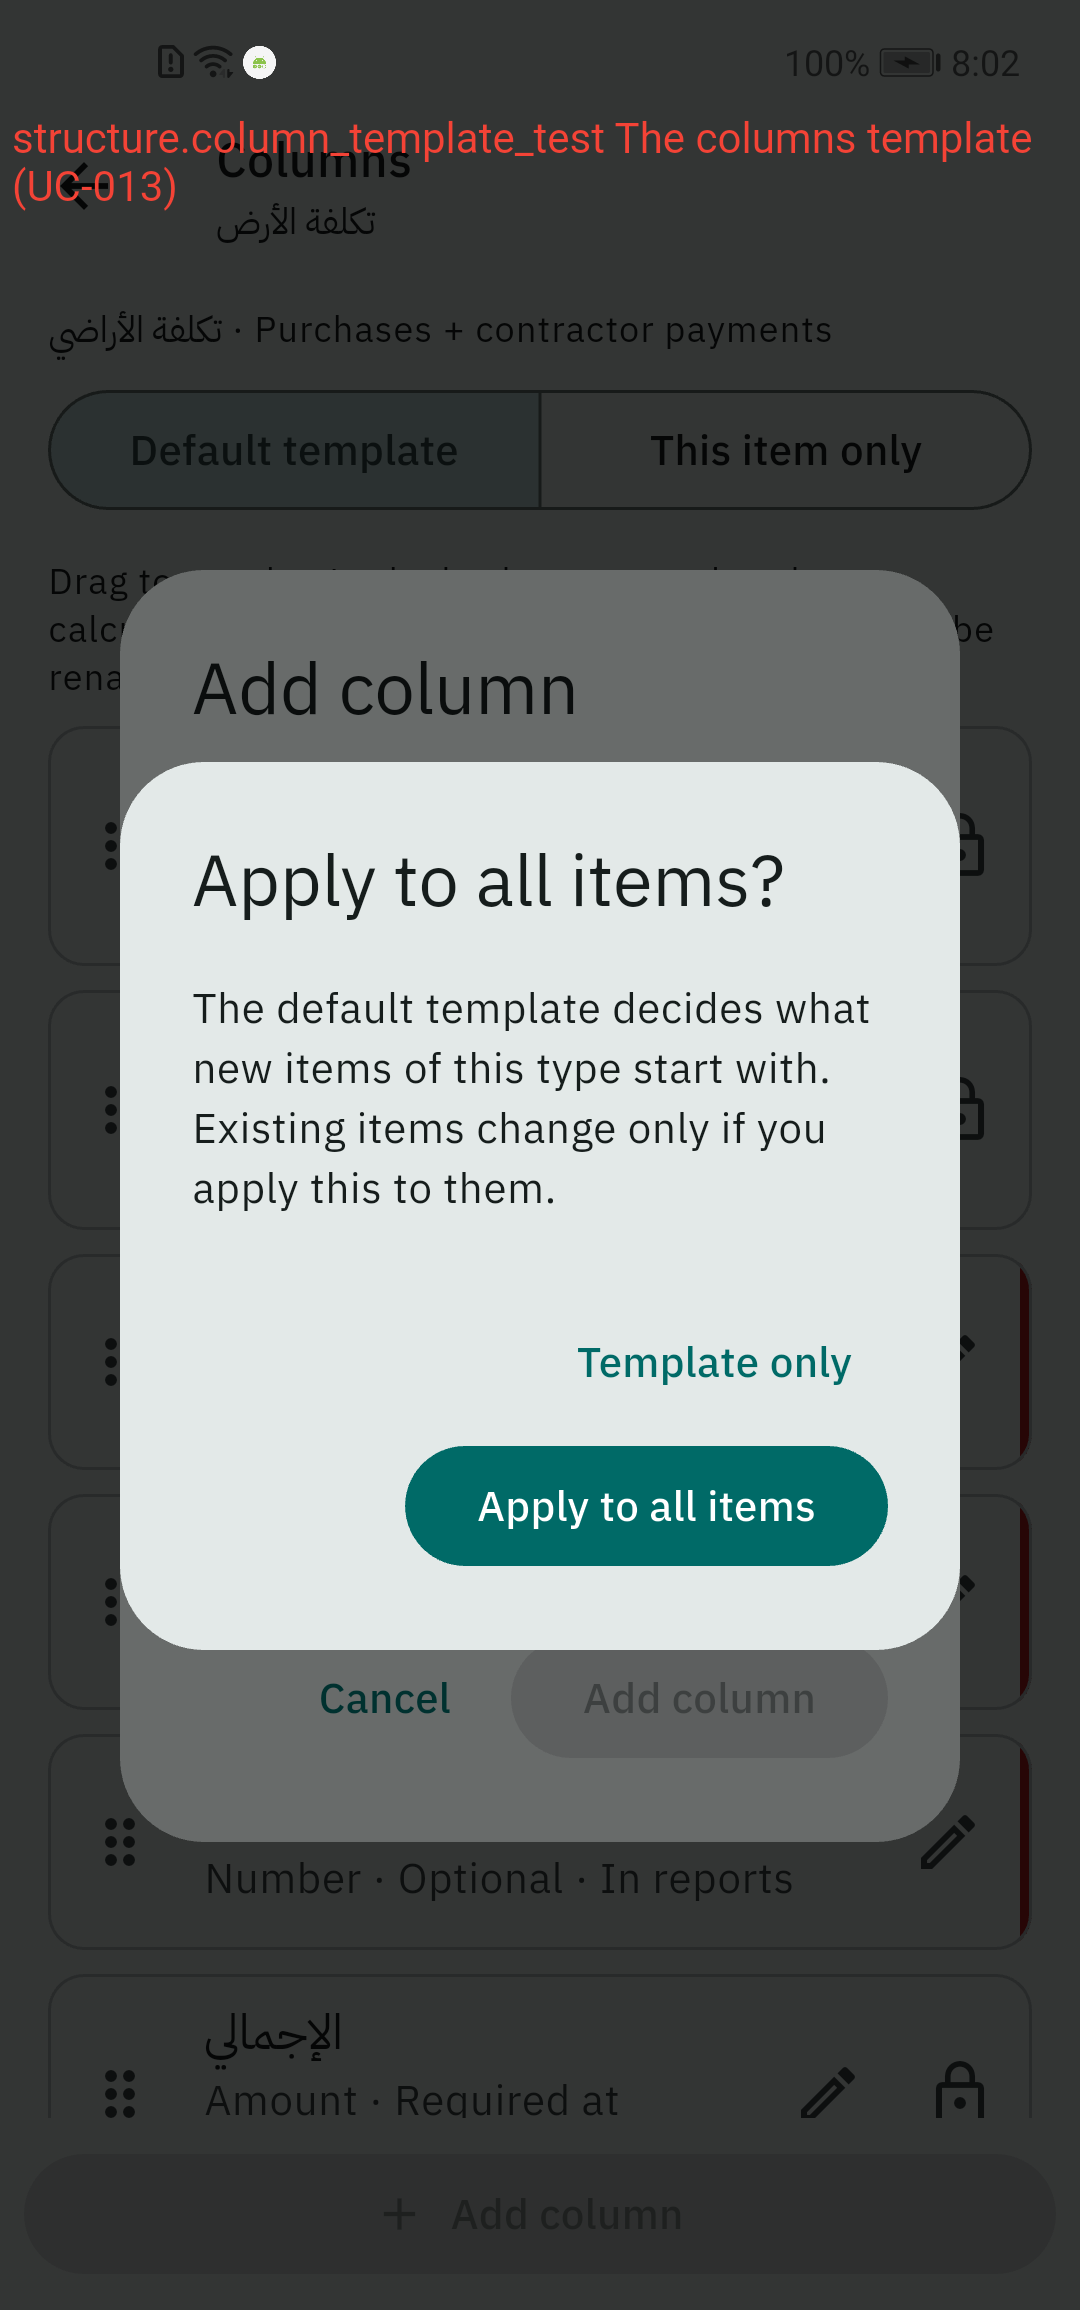 100% 8:02
structure.column_template_test The columns template
(UC-013)
Columns
تكلفة الأرض
تكلفة الأراضي · Purchases + contractor payments
Default template
This item only
Drag
calc
be
rena
Add column
Apply to all items?
The default template decides what
new items of this type start with.
Existing items change only if you
apply this to them.
Template only
Apply to all items
Cancel
Add column
Number · Optional · In reports
الإجمالي
Amount · Required at
+ Add column